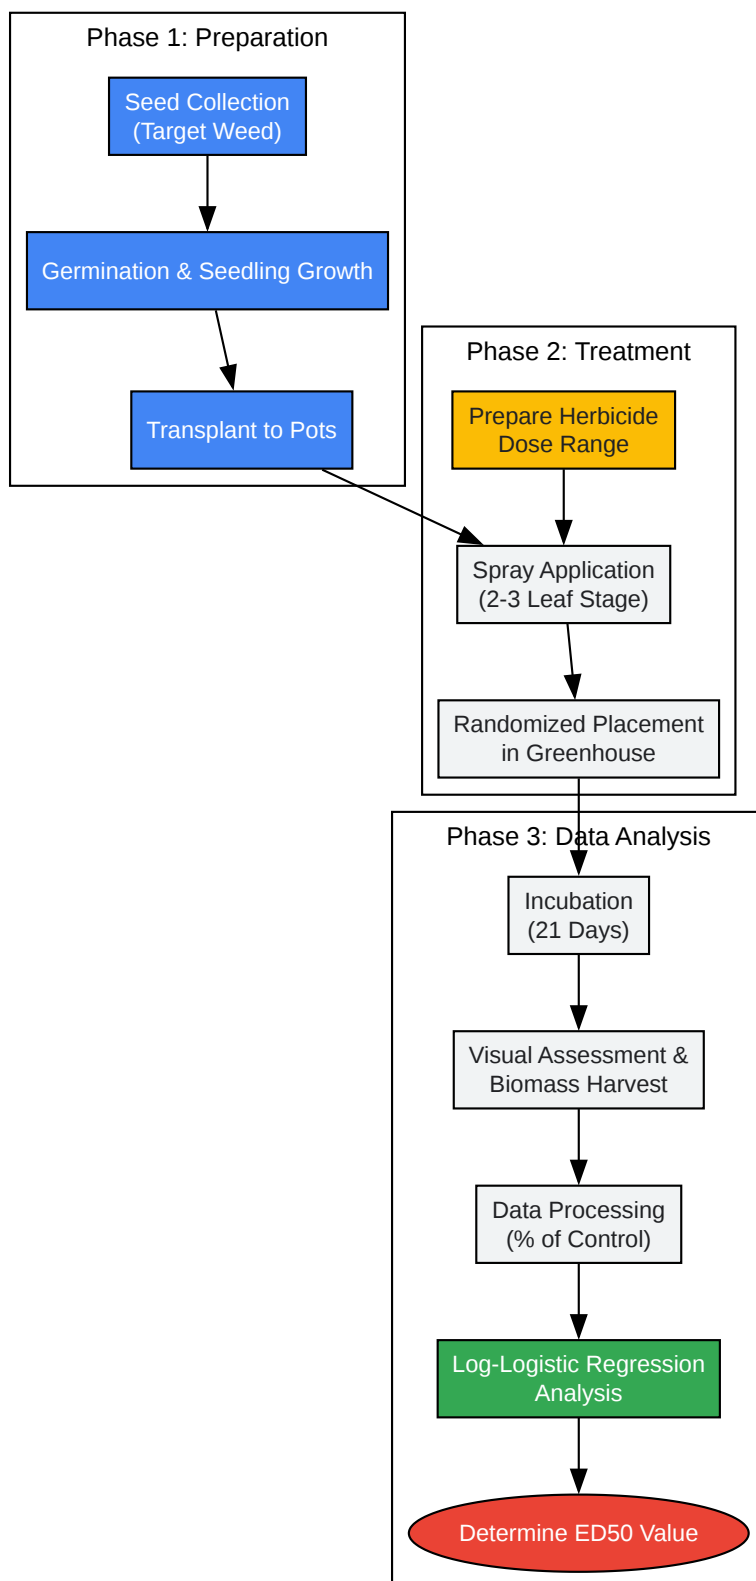 Phase 1: Preparation
Seed Collection
(Target Weed)
Germination & Seedling Growth
Transplant to Pots
Phase 2: Treatment
Prepare Herbicide
Dose Range
Spray Application
(2-3 Leaf Stage)
Randomized Placement
in Greenhouse
Phase 3: Data Analysis
Incubation
(21 Days)
Visual Assessment &
Biomass Harvest
Data Processing
(% of Control)
Log-Logistic Regression
Analysis
Determine ED50 Value